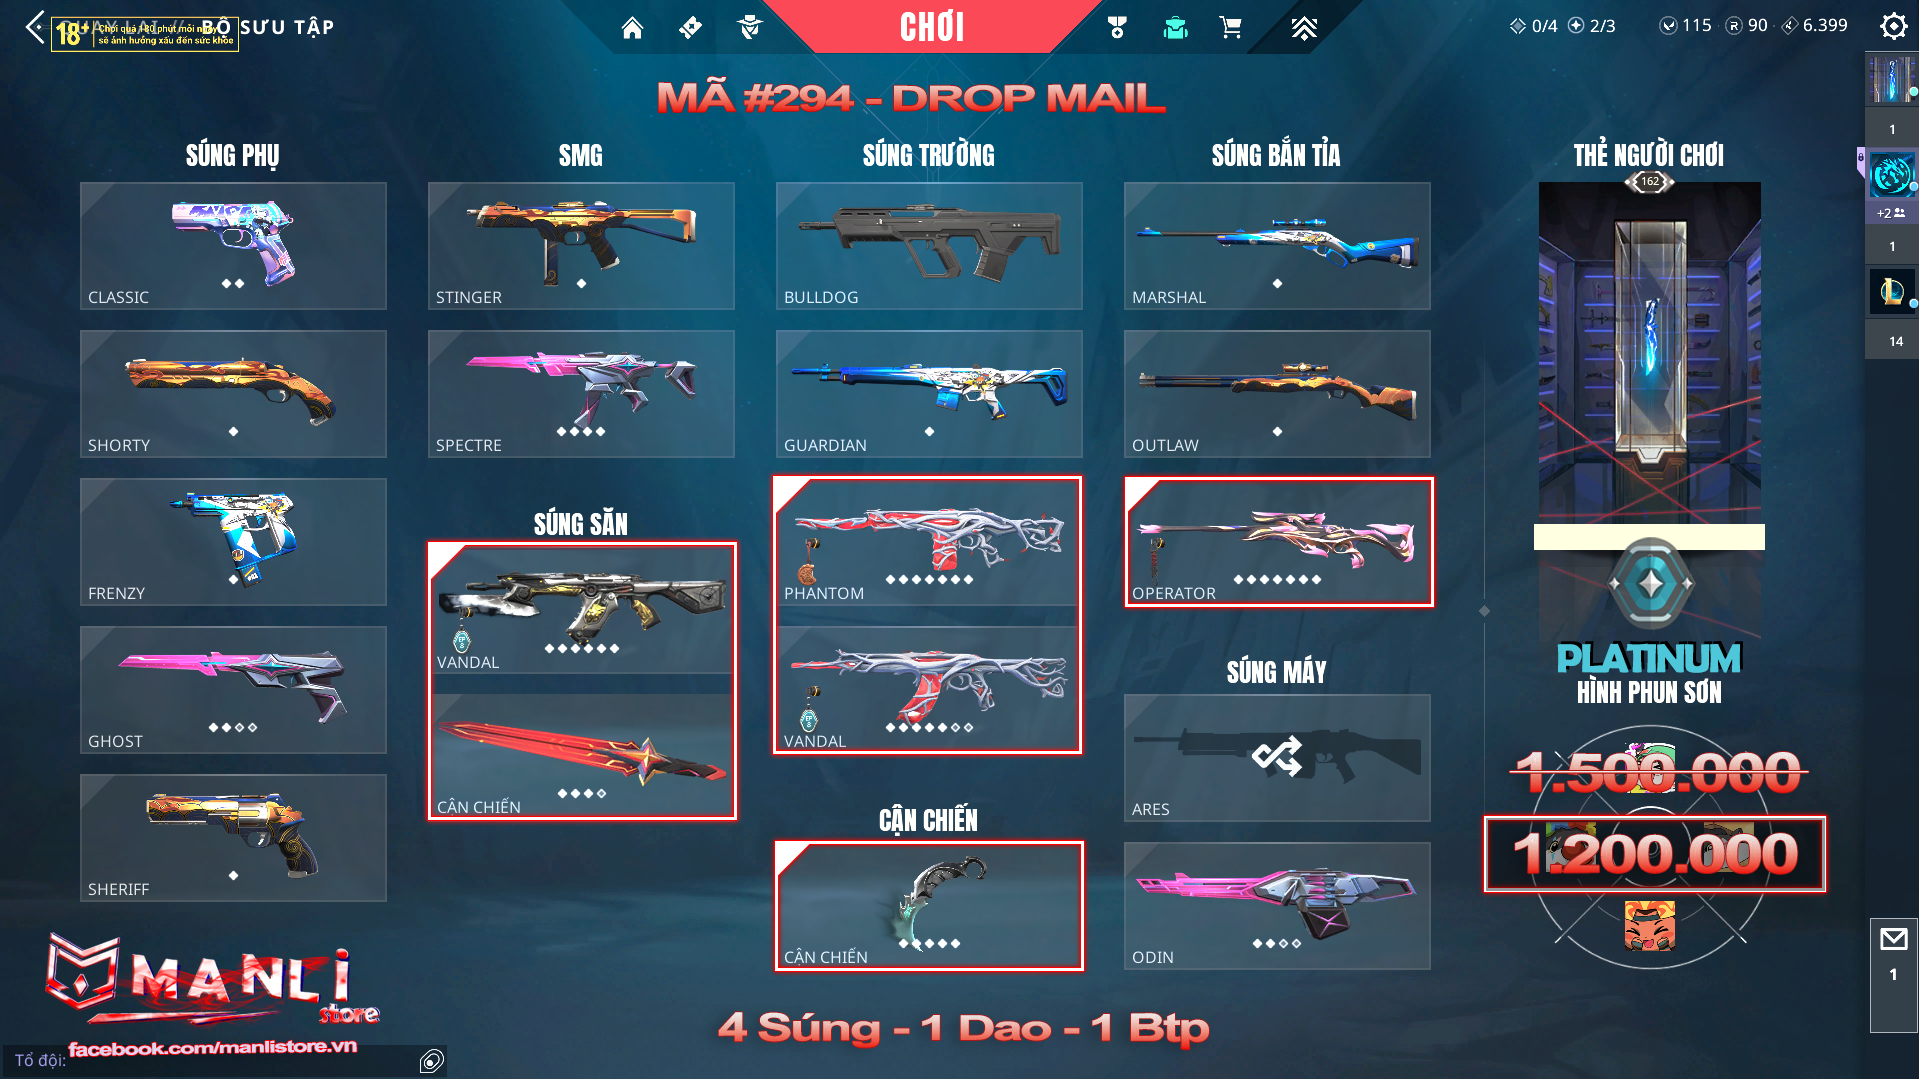 QUAY LẠI // BỘ SƯU TẬP
18+ Chơi quá 180 phút mỗi ngày
sẽ ảnh hưởng xấu đến sức khỏe
CHƠI
0/4 2/3 115 90 6.399
MÃ #294 - DROP MAIL
SÚNG PHỤ
CLASSIC
SHORTY
FRENZY
GHOST
SHERIFF
SMG
STINGER
SPECTRE
SÚNG SĂN
VANDAL
CẬN CHIẾN
SÚNG TRƯỜNG
BULLDOG
GUARDIAN
PHANTOM
VANDAL
CẬN CHIẾN
CẬN CHIẾN
SÚNG BẮN TỈA
MARSHAL
OUTLAW
OPERATOR
SÚNG MÁY
ARES
ODIN
THẺ NGƯỜI CHƠI
162
PLATINUM
HÌNH PHUN SƠN
1.500.000
1.200.000
1
+2
1
14
1
MANLI
store
facebook.com/manlistore.vn
Tổ đội:
4 Súng - 1 Dao - 1 Btp